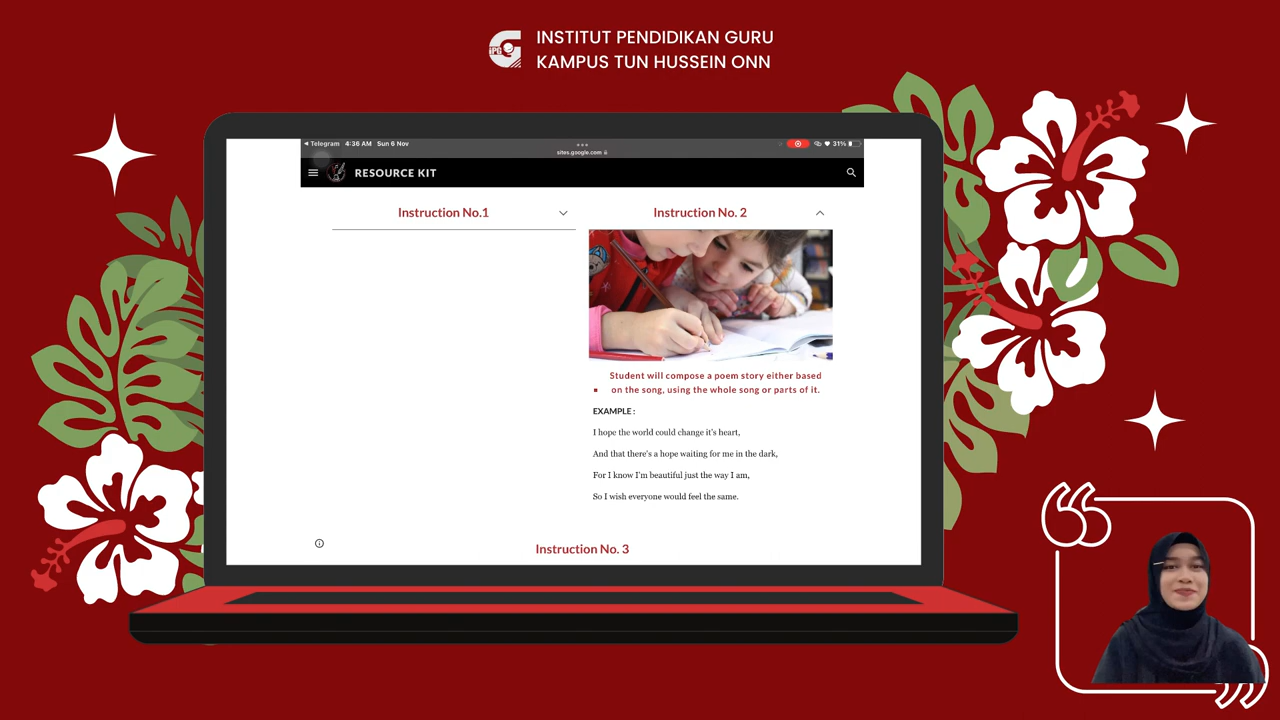 iPG
INSTITUT PENDIDIKAN GURU
KAMPUS TUN HUSSEIN ONN
Telegram 4:36 AM Sun 6 Nov
31%
sites.google.com
RESOURCE KIT
Instruction No.1
Instruction No. 2
Student will compose a poem story either based
on the song, using the whole song or parts of it.
EXAMPLE :
I hope the world could change it's heart,
And that there's a hope waiting for me in the dark,
For I know I'm beautiful just the way I am,
So I wish everyone would feel the same.
Instruction No. 3